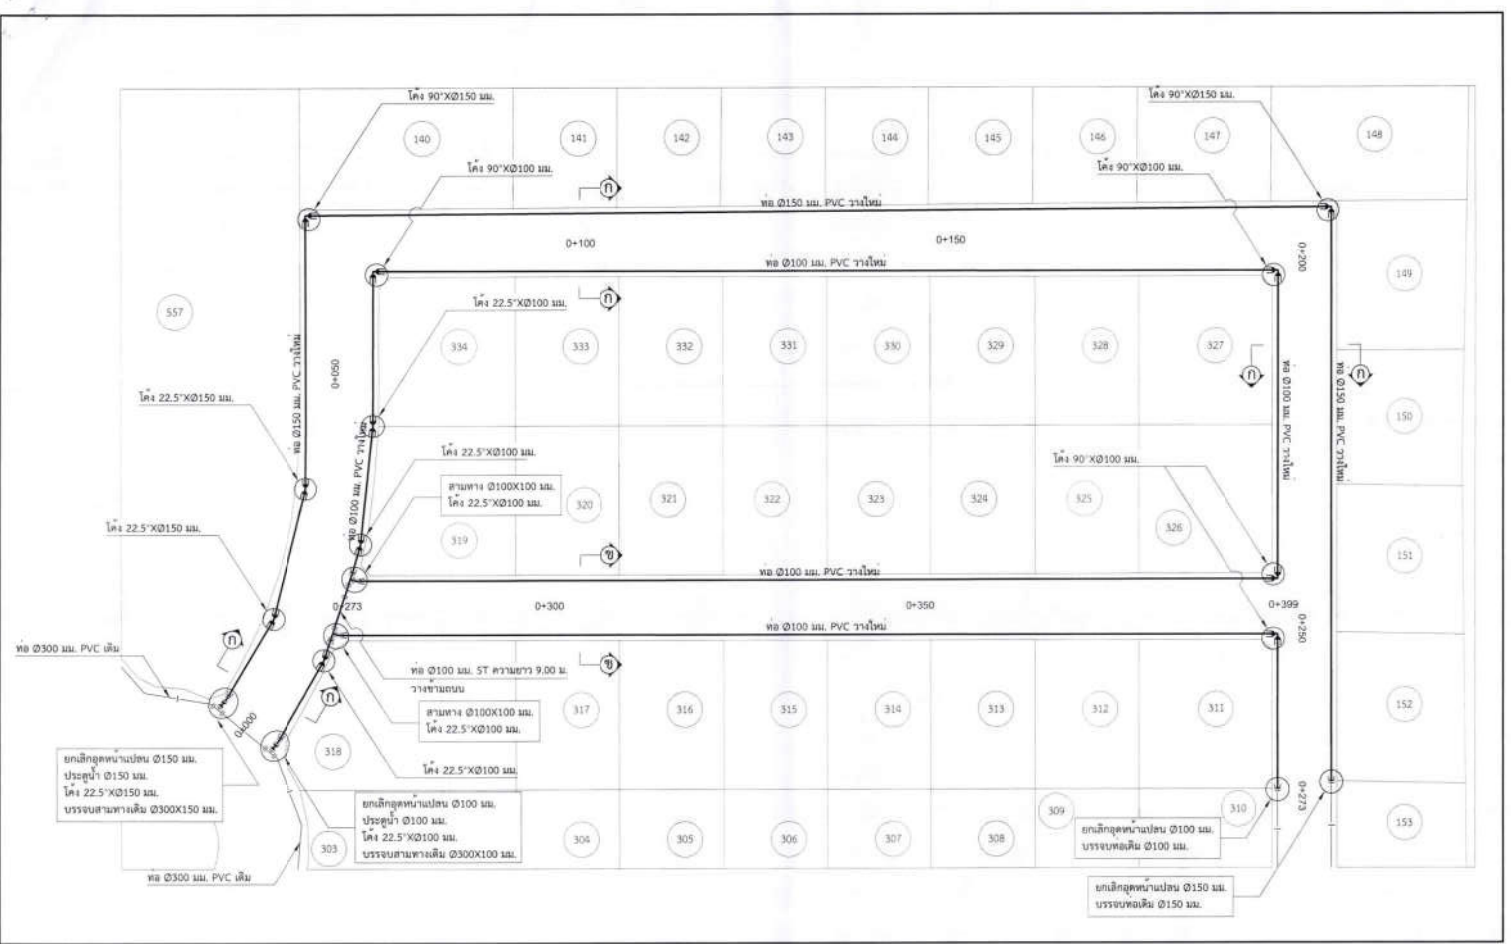 โค้ง 90°XØ150 มม.
โค้ง 90°XØ150 มม.
140
141
142
143
144
145
146
147
148
โค้ง 90°XØ100 มม.
โค้ง 90°XØ100 มม.
ก
ท่อ Ø150 มม. PVC วางใหม่
0+100
0+150
0+200
ท่อ Ø100 มม. PVC วางใหม่
149
ก
โค้ง 22.5°XØ100 มม.
557
334
333
332
331
330
329
328
327
0+050
ท่อ Ø150 มม. PVC วางใหม่
ก
ก
ท่อ Ø100 มม. PVC วางใหม่
ท่อ Ø150 มม. PVC วางใหม่
โค้ง 22.5°XØ150 มม.
150
ท่อ Ø100 มม. PVC วางใหม่
โค้ง 22.5°XØ100 มม.
โค้ง 90°XØ100 มม.
สามทาง Ø100X100 มม.
โค้ง 22.5°XØ100 มม.
320
321
322
323
324
325
326
319
โค้ง 22.5°XØ150 มม.
ข
151
ท่อ Ø100 มม. PVC วางใหม่
0+273
0+300
0+350
0+399
0+250
ท่อ Ø100 มม. PVC วางใหม่
ก
ท่อ Ø300 มม. PVC เดิม
ท่อ Ø100 มม. ST ความยาว 9.00 ม.
วางข้ามถนน
ข
ก
สามทาง Ø100X100 มม.
โค้ง 22.5°XØ100 มม.
317
316
315
314
313
312
311
152
0+000
318
โค้ง 22.5°XØ100 มม.
ยกเลิกอุดหน้าแปลน Ø150 มม.
ประตูน้ำ Ø150 มม.
โค้ง 22.5°XØ150 มม.
บรรจบสามทางเดิม Ø300X150 มม.
ยกเลิกอุดหน้าแปลน Ø100 มม.
ประตูน้ำ Ø100 มม.
โค้ง 22.5°XØ100 มม.
บรรจบสามทางเดิม Ø300X100 มม.
0+273
309
310
303
304
305
306
307
308
ยกเลิกอุดหน้าแปลน Ø100 มม.
บรรจบท่อเดิม Ø100 มม.
153
ท่อ Ø300 มม. PVC เดิม
ยกเลิกอุดหน้าแปลน Ø150 มม.
บรรจบท่อเดิม Ø150 มม.